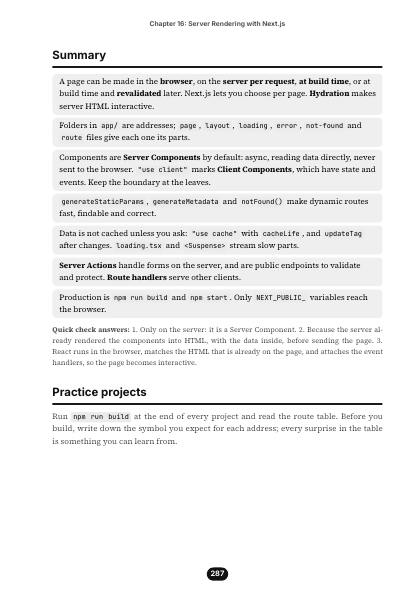 Chapter 16: Server Rendering with Next.js
Summary
A page can be made in the browser, on the server per request, at build time, or at
build time and revalidated later. Next.js lets you choose per page. Hydration makes
server HTML interactive.
Folders in app/ are addresses; page, layout, loading, error, not-found and
route files give each one its parts.
Components are Server Components by default: async, reading data directly, never
sent to the browser. "use client" marks Client Components, which have state and
events. Keep the boundary at the leaves.
generateStaticParams, generateMetadata and notFound() make dynamic routes
fast, findable and correct.
Data is not cached unless you ask: "use cache" with cacheLife, and updateTag
after changes. loading.tsx and <Suspense> stream slow parts.
Server Actions handle forms on the server, and are public endpoints to validate
and protect. Route handlers serve other clients.
Production is npm run build and npm start. Only NEXT_PUBLIC_ variables reach
the browser.
Quick check answers: 1. Only on the server: it is a Server Component. 2. Because the server al-
ready rendered the components into HTML, with the data inside, before sending the page. 3.
React runs in the browser, matches the HTML that is already on the page, and attaches the event
handlers, so the page becomes interactive.
Practice projects
Run npm run build at the end of every project and read the route table. Before you
build, write down the symbol you expect for each address; every surprise in the table
is something you can learn from.
287